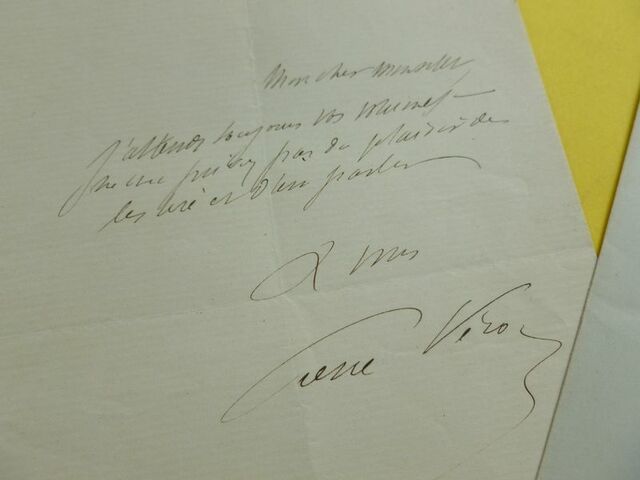 Mon cher Monselet
J'attends toujours vos volumes –
ne me privez pas du plaisir de
les lire et d'en parler
à vous
Pierre Véron